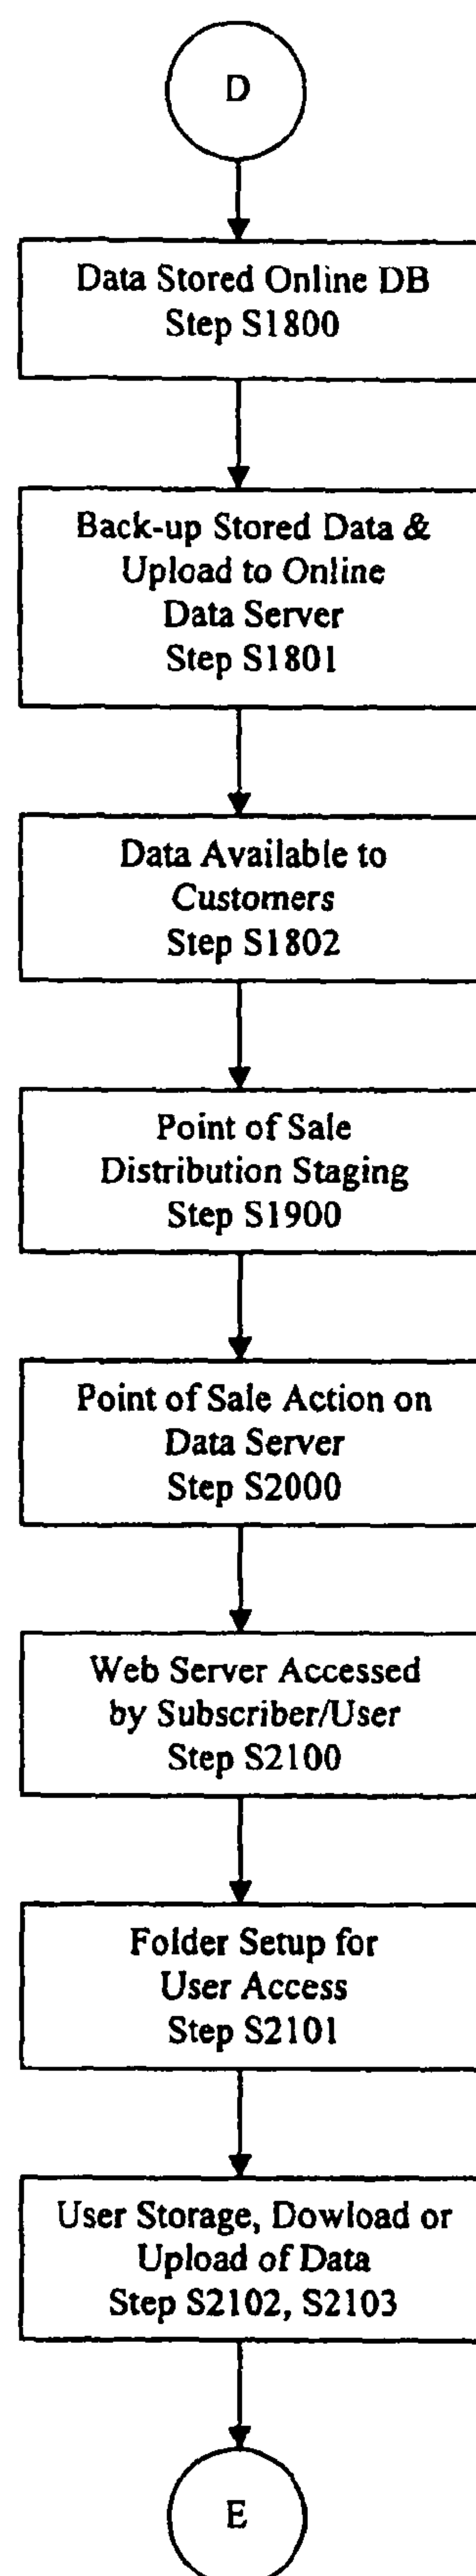 D
Data Stored Online DB
Step S1800
Back-up Stored Data &
Upload to Online
Data Server
Step S1801
Data Available to
Customers
Step S1802
Point of Sale
Distribution Staging
Step S1900
Point of Sale Action on
Data Server
Step S2000
Web Server Accessed
by Subscriber/User
Step S2100
Folder Setup for
User Access
Step S2101
User Storage, Dowload or
Upload of Data
Step S2102, S2103
E